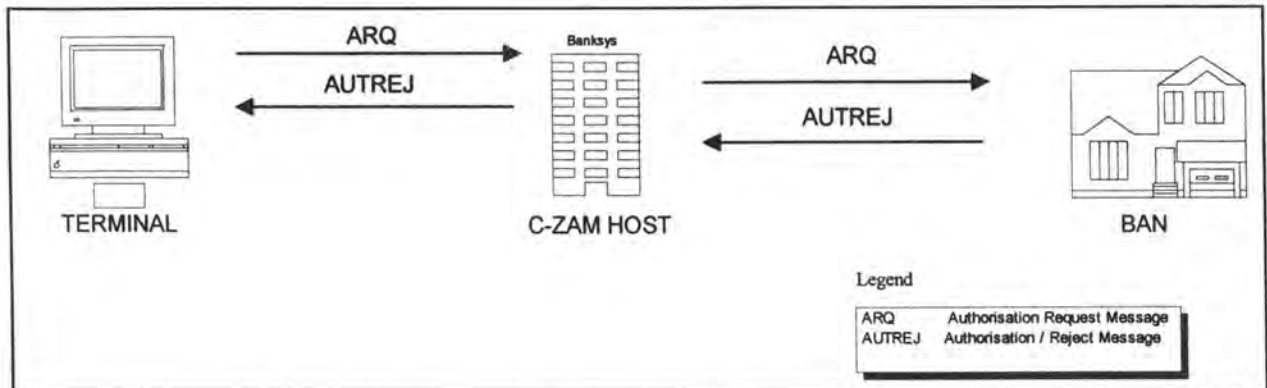 ARQ
AUTREJ
Banksys
ARQ
AUTREJ
TERMINAL
C-ZAM HOST
BAN
Legend
ARQ Authorisation Request Message
AUTREJ Authorisation / Reject Message